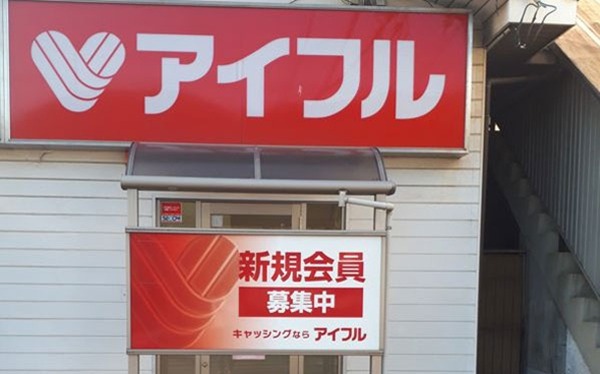 アイフル
新規会員
募集中
キャッシングなら アイフル